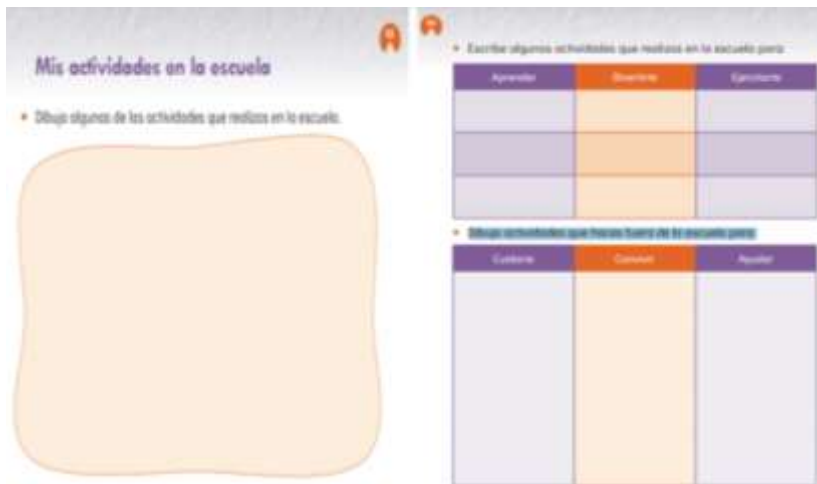 Mis actividades en la escuela
Dibuja algunas de las actividades que realizas en la escuela.
Escribe algunas actividades que realizas en la escuela para:
Aprender Divertirte Ejercitarte
Dibuja actividades que haces fuera de la escuela para:
Cuidarte Convivir Ayudar